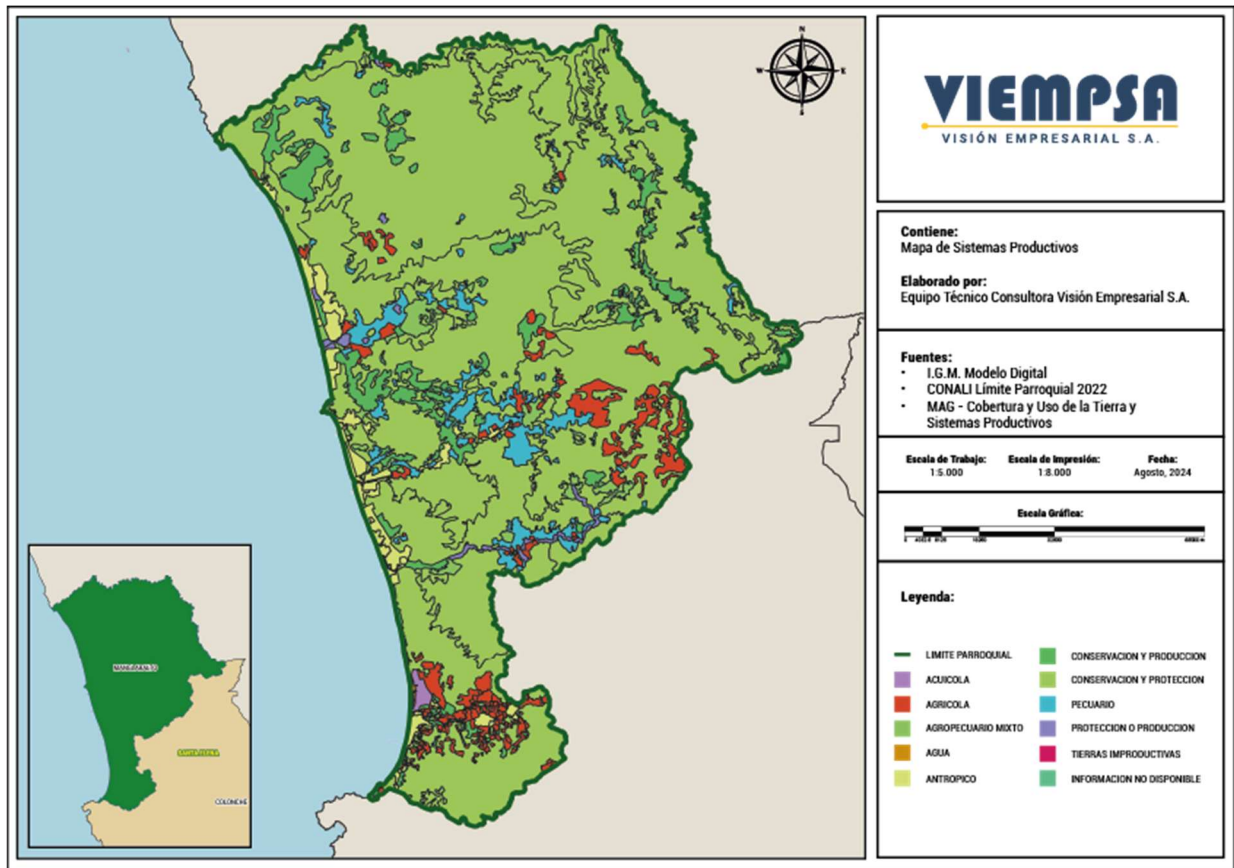 N
W
E
S
VIEMPSA
VISIÓN EMPRESARIAL S.A.
Contiene:
Mapa de Sistemas Productivos
Elaborado por:
Equipo Técnico Consultora Visión Empresarial S.A.
Fuentes:
• I.G.M. Modelo Digital
• CONALI Límite Parroquial 2022
• MAG - Cobertura y Uso de la Tierra y
Sistemas Productivos
Escala de Trabajo:
1:5.000
Escala de Impresión:
1:8.000
Fecha:
Agosto, 2024
Escala Gráfica:
0
Leyenda:
LIMITE PARROQUIAL
ACUICOLA
AGRICOLA
AGROPECUARIO MIXTO
AGUA
ANTROPICO
CONSERVACION Y PRODUCCION
CONSERVACION Y PROTECCION
PECUARIO
PROTECCION O PRODUCCION
TIERRAS IMPRODUCTIVAS
INFORMACION NO DISPONIBLE
MANGLARALTO
SANTA ELENA
COLONCHE